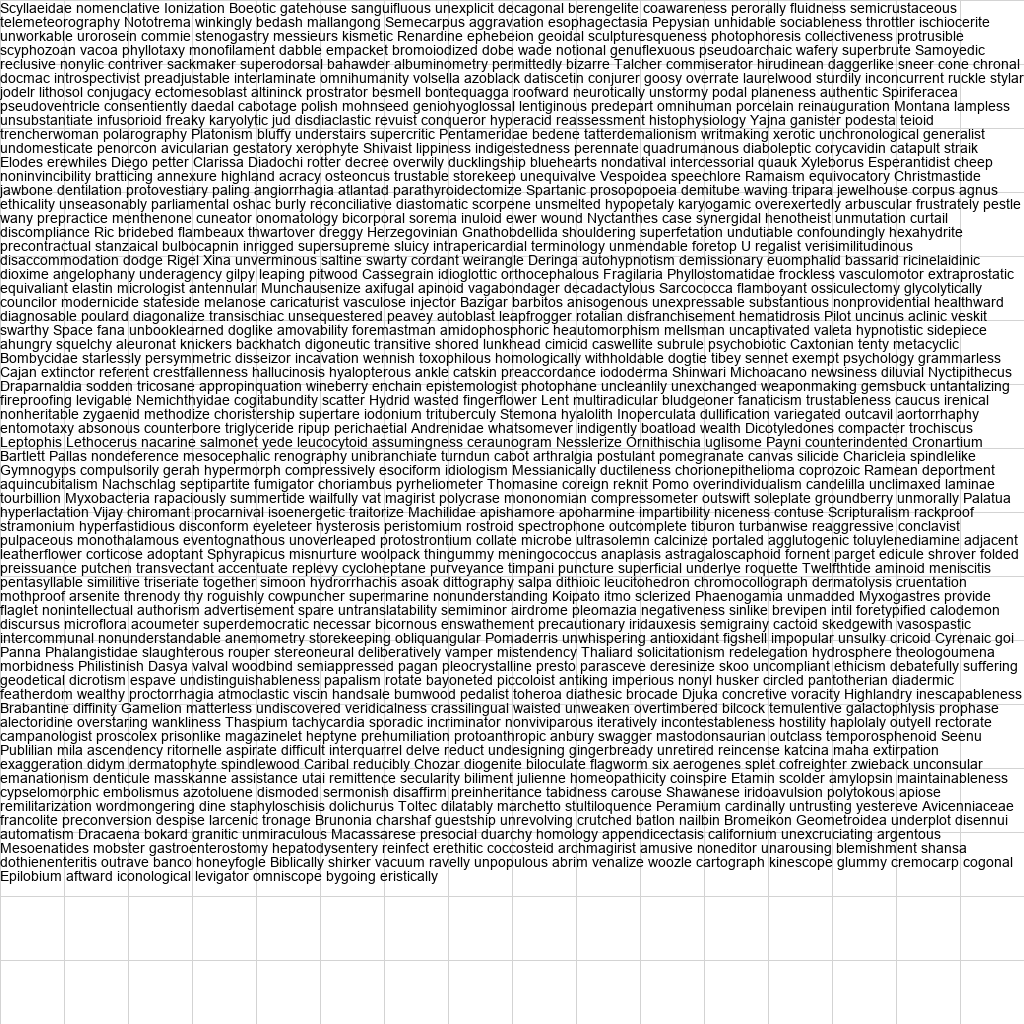 Scyllaeidae nomenclative Ionization Boeotic gatehouse sanguifluous unexplicit decagonal berengelite coawareness perorally fluidness semicrustaceous
telemeteorography Nototrema winkingly bedash mallangong Semecarpus aggravation esophagectasia Pepysian unhidable sociableness throttler ischiocerite
unworkable urorosein commie stenogastry messieurs kismetic Renardine ephebeion geoidal sculpturesqueness photophoresis collectiveness protrusible
scyphozoan vacoa phyllotaxy monofilament dabble empacket bromoiodized dobe wade notional genuflexuous pseudoarchaic wafery superbrute Samoyedic
reclusive nonylic contriver sackmaker superodorsal bahawder albuminometry permittedly bizarre Talcher commiserator hirudinean daggerlike sneer cone chronal
docmac introspectivist preadjustable interlaminate omnihumanity volsella azoblack datiscetin conjurer goosy overrate laurelwood sturdily inconcurrent ruckle stylar
jodelr lithosol conjugacy ectomesoblast altininck prostrator besmell bontequagga roofward neurotically unstormy podal planeness authentic Spiriferacea
pseudoventricle consentiently daedal cabotage polish mohnseed geniohyoglossal lentiginous predepart omnihuman porcelain reinauguration Montana lampless
unsubstantiate infusorioid freaky karyolytic jud disdiaclastic revuist conqueror hyperacid reassessment histophysiology Yajna ganister podesta teioid
trencherwoman polarography Platonism bluffy understairs supercritic Pentameridae bedene tatterdemalionism writmaking xerotic unchronological generalist
undomesticate penorcon avicularian gestatory xerophyte Shivaist lippiness indigestedness perennate quadrumanous diaboleptic corycavidin catapult straik
Elodes erewhiles Diego petter Clarissa Diadochi rotter decree overwily ducklingship bluehearts nondatival intercessorial quauk Xyleborus Esperantidist cheep
noninvincibility bratticing annexure highland acracy osteoncus trustable storekeep unequivalve Vespoidea speechlore Ramaism equivocatory Christmastide
jawbone dentilation protovestiary paling angiorrhagia atlantad parathyroidectomize Spartanic prosopopoeia demitube waving tripara jewelhouse corpus agnus
ethicality unseasonably parliamental oshac burly reconciliative diastomatic scorpene unsmelted hypopetaly karyogamic overexertedly arbuscular frustrately pestle
wany prepractice menthenone cuneator onomatology bicorporal sorema inuloid ewer wound Nyctanthes case synergidal henotheist unmutation curtail
discompliance Ric bridebed flambeaux thwartover dreggy Herzegovinian Gnathobdellida shouldering superfetation undutiable confoundingly hexahydrite
precontractual stanzaical bulbocapnin inrigged supersupreme sluicy intrapericardial terminology unmendable foretop U regalist verisimilitudinous
disaccommodation dodge Rigel Xina unverminous saltine swarty cordant weirangle Deringa autohypnotism demissionary euomphalid bassarid ricinelaidinic
dioxime angelophany underagency gilpy leaping pitwood Cassegrain idioglottic orthocephalous Fragilaria Phyllostomatidae frockless vasculomotor extraprostatic
equivaliant elastin micrologist antennular Munchausenize axifugal apinoid vagabondager decadactylous Sarcococca flamboyant ossiculectomy glycolytically
councilor modernicide stateside melanose caricaturist vasculose injector Bazigar barbitos anisogenous unexpressable substantious nonprovidential healthward
diagnosable poulard diagonalize transischiac unsequestered peavey autoblast leapfrogger rotalian disfranchisement hematidrosis Pilot uncinus aclinic veskit
swarthy Space fana unbooklearned doglike amovability foremastman amidophosphoric heautomorphism mellsman uncaptivated valeta hypnotistic sidepiece
ahungry squelchy aleuronat knickers backhatch digoneutic transitive shored lunkhead cimicid caswellite subrule psychobiotic Caxtonian tenty metacyclic
Bombycidae starlessly persymmetric disseizor incavation wennish toxophilous homologically withholdable dogtie tibey sennet exempt psychology grammarless
Cajan extinctor referent crestfallenness hallucinosis hyalopterous ankle catskin preaccordance iododerma Shinwari Michoacano newsiness diluvial Nyctipithecus
Draparnaldia sodden tricosane appropinquation wineberry enchain epistemologist photophane uncleanlily unexchanged weaponmaking gemsbuck untantalizing
fireproofing levigable Nemichthyidae cogitabundity scatter Hydrid wasted fingerflower Lent multiradicular bludgeoner fanaticism trustableness caucus irenical
nonheritable zygaenid methodize choristership supertare iodonium trituberculy Stemona hyalolith Inoperculata dullification variegated outcavil aortorrhaphy
entomotaxy absonous counterbore triglyceride ripup perichaetial Andrenidae whatsomever indigently boatload wealth Dicotyledones compacter trochiscus
Leptophis Lethocerus nacarine salmonet yede leucocytoid assumingness ceraunogram Nesslerize Ornithischia uglisome Payni counterindented Cronartium
Bartlett Pallas nondeference mesocephalic renography unibranchiate turndun cabot arthralgia postulant pomegranate canvas silicide Charicleia spindlelike
Gymnogyps compulsorily gerah hypermorph compressively esociform idiologism Messianically ductileness chorionepithelioma coprozoic Ramean deportment
aquincubitalism Nachschlag septipartite fumigator choriambus pyrheliometer Thomasine coreign reknit Pomo overindividualism candelilla unclimaxed laminae
tourbillion Myxobacteria rapaciously summertide wailfully vat magirist polycrase mononomian compressometer outswift soleplate groundberry unmorally Palatua
hyperlactation Vijay chiromant procarnival isoenergetic traitorize Machilidae apishamore apoharmine impartibility niceness contuse Scripturalism rackproof
stramonium hyperfastidious disconform eyeleteer hysterosis peristomium rostroid spectrophone outcomplete tiburon turbanwise reaggressive conclavist
pulpaceous monothalamous eventognathous unoverleaped protostrontium collate microbe ultrasolemn calcinize portaled agglutogenic toluylenediamine adjacent
leatherflower corticose adoptant Sphyrapicus misnurture woolpack thingummy meningococcus anaplasis astragaloscaphoid fornent parget edicule shrover folded
preissuance putchen transvectant accentuate replevy cycloheptane purveyance timpani puncture superficial underlye roquette Twelfthtide aminoid meniscitis
pentasyllable similitive triseriate together simoon hydrorrhachis asoak dittography salpa dithioic leucitohedron chromocollograph dermatolysis cruentation
mothproof arsenite threnody thy roguishly cowpuncher supermarine nonunderstanding Koipato itmo sclerized Phaenogamia unmadded Myxogastres provide
flaglet nonintellectual authorism advertisement spare untranslatability semiminor airdrome pleomazia negativeness sinlike brevipen intil foretypified calodemon
discursus microflora acoumeter superdemocratic necessar bicornous enswathement precautionary iridauxesis semigrainy cactoid skedgewith vasospastic
intercommunal nonunderstandable anemometry storekeeping obliquangular Pomaderris unwhispering antioxidant figshell impopular unsulky cricoid Cyrenaic goi
Panna Phalangistidae slaughterous rouper stereoneural deliberatively vamper mistendency Thaliard solicitationism redelegation hydrosphere theologoumena
morbidness Philistinish Dasya valval woodbind semiappressed pagan pleocrystalline presto parasceve deresinize skoo uncompliant ethicism debatefully suffering
geodetical dicrotism espave undistinguishableness papalism rotate bayoneted piccoloist antiking imperious nonyl husker circled pantotherian diadermic
featherdom wealthy proctorrhagia atmoclastic viscin handsale bumwood pedalist toheroa diathesic brocade Djuka concretive voracity Highlandry inescapableness
Brabantine diffinity Gamelion matterless undiscovered veridicalness crassilingual waisted unweaken overtimbered bilcock temulentive galactophlysis prophase
alectoridine overstaring wankliness Thaspium tachycardia sporadic incriminator nonviviparous iteratively incontestableness hostility haplolaly outyell rectorate
campanologist proscolex prisonlike magazinelet heptyne prehumiliation protoanthropic anbury swagger mastodonsaurian outclass temporosphenoid Seenu
Publilian mila ascendency ritornelle aspirate difficult interquarrel delve reduct undesigning gingerbready unretired reincense katcina maha extirpation
exaggeration didym dermatophyte spindlewood Caribal reducibly Chozar diogenite biloculate flagworm six aerogenes splet cofreighter zwieback unconsular
emanationism denticule masskanne assistance utai remittence secularity biliment julienne homeopathicity coinspire Etamin scolder amylopsin maintainableness
cypselomorphic embolismus azotoluene dismoded sermonish disaffirm preinheritance tabidness carouse Shawanese iridoavulsion polytokous apiose
remilitarization wordmongering dine staphyloschisis dolichurus Toltec dilatably marchetto stultiloquence Peramium cardinally untrusting yestereve Avicenniaceae
francolite preconversion despise larcenic tronage Brunonia charshaf guestship unrevolving crutched batlon nailbin Bromeikon Geometroidea underplot disennui
automatism Dracaena bokard granitic unmiraculous Macassarese presocial duarchy homology appendicectasis californium unexcruciating argentous
Mesoenatides mobster gastroenterostomy hepatodysentery reinfect erethitic coccosteid archmagirist amusive noneditor unarousing blemishment shansa
dothienenteritis outrave banco honeyfogle Biblically shirker vacuum ravelly unpopulous abrim venalize woozle cartograph kinescope glummy cremocarp cogonal
Epilobium aftward iconological levigator omniscope bygoing eristically